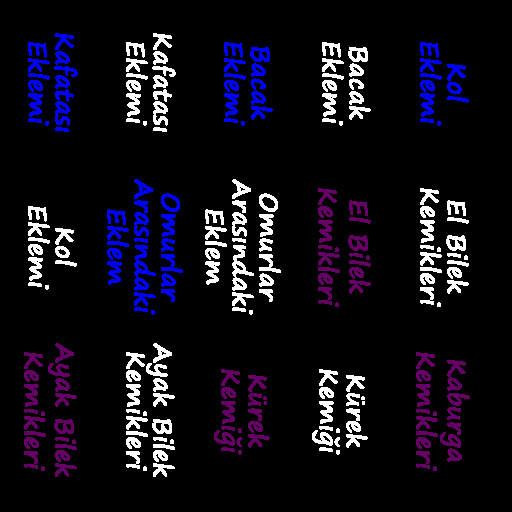 Kol
Eklemi
El Bilek
Kemikleri
Kaburga
Kemikleri
Bacak
Eklemi
El Bilek
Kemikleri
Kürek
Kemiği
Bacak
Eklemi
Omurlar
Arasındaki
Eklem
Kürek
Kemiği
Kafatası
Eklemi
Omurlar
Arasındaki
Eklem
Ayak Bilek
Kemikleri
Kafatası
Eklemi
Kol
Eklemi
Ayak Bilek
Kemikleri